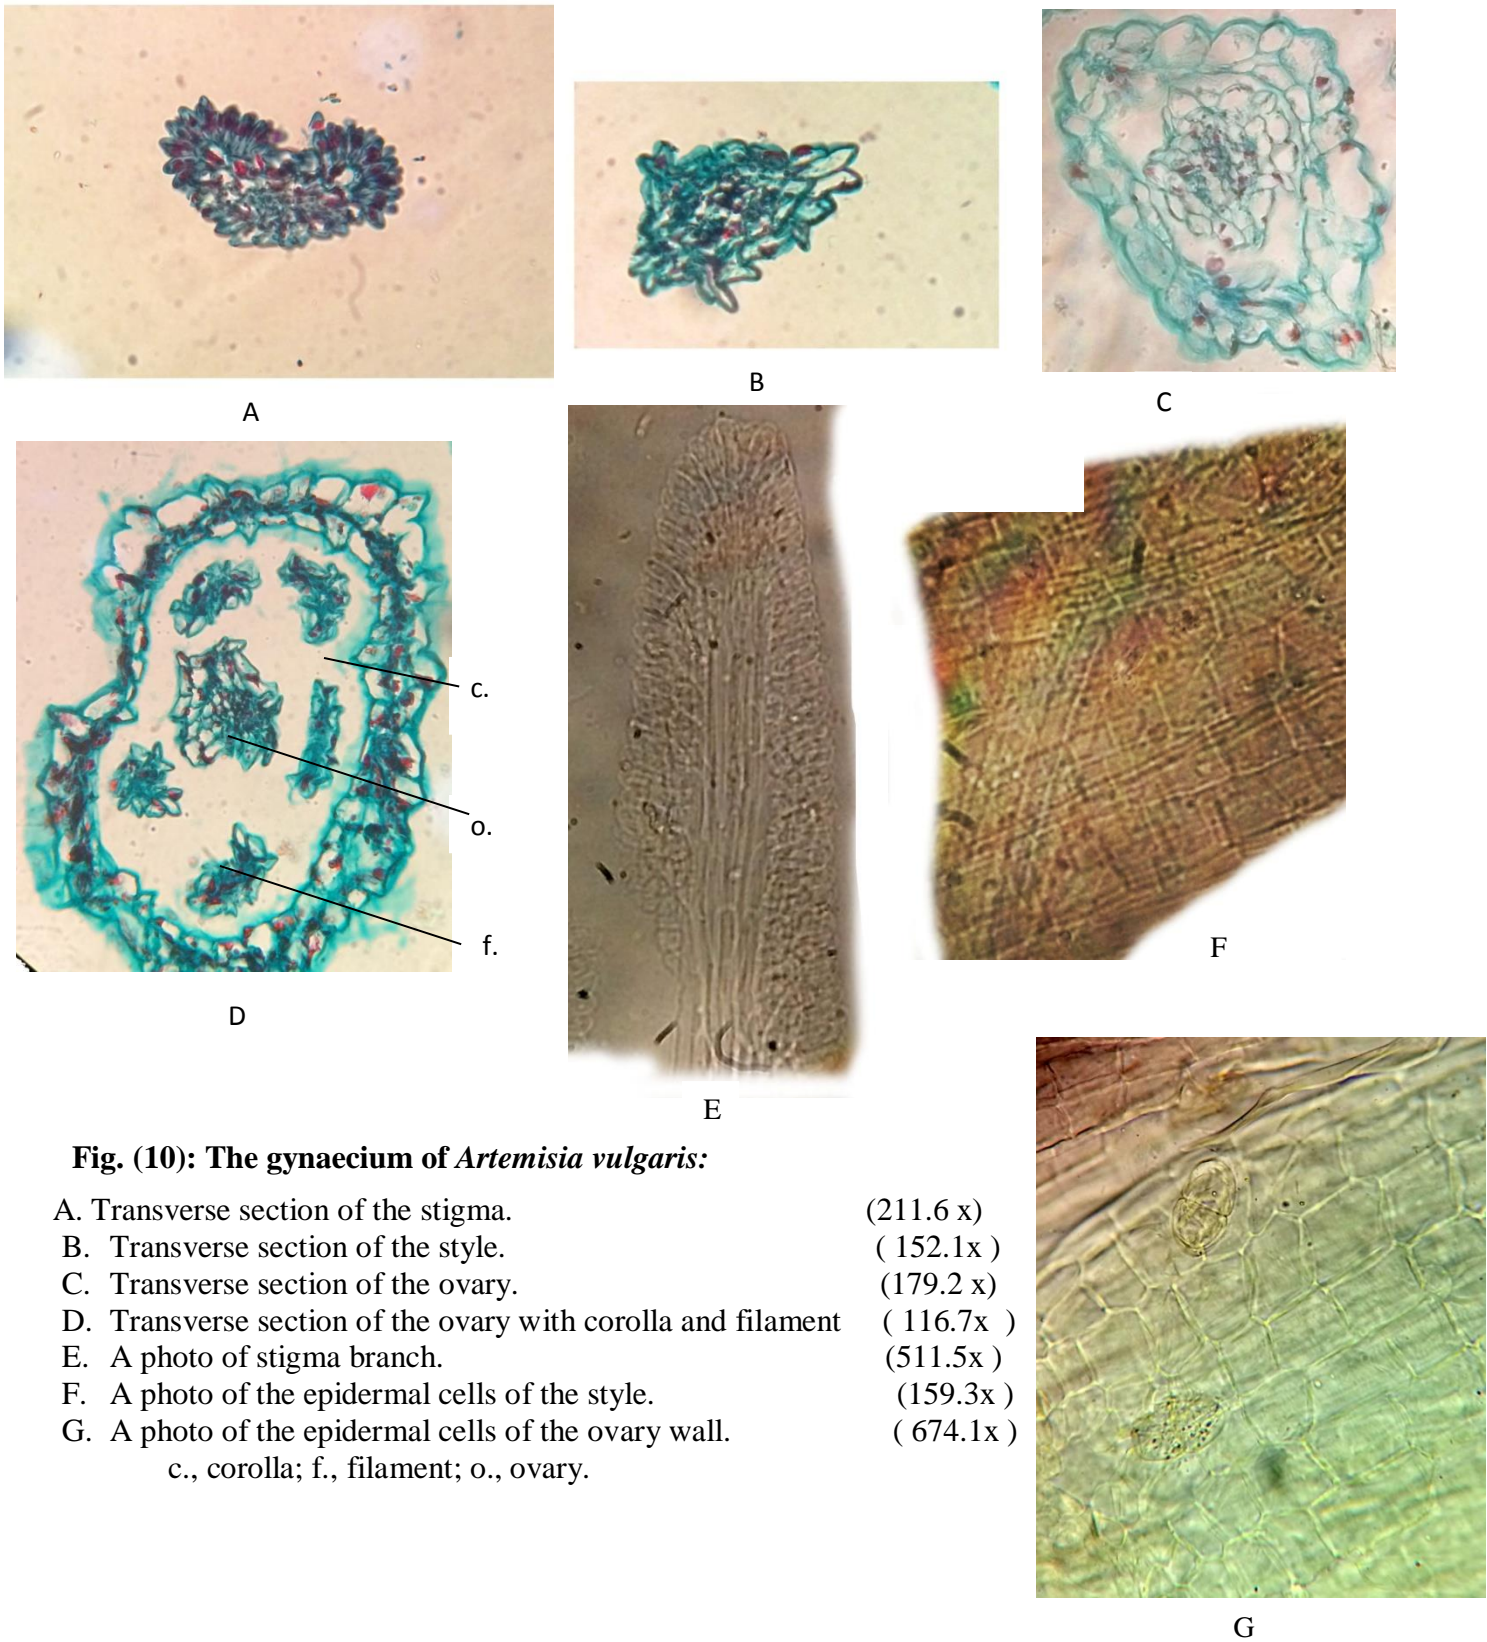 A
B
C
c.
o.
f.
D
E
F
G
Fig. (10): The gynaecium of Artemisia vulgaris:
A. Transverse section of the stigma. (211.6 x)
B. Transverse section of the style. ( 152.1x )
C. Transverse section of the ovary. (179.2 x)
D. Transverse section of the ovary with corolla and filament ( 116.7x )
E. A photo of stigma branch. (511.5x )
F. A photo of the epidermal cells of the style. (159.3x )
G. A photo of the epidermal cells of the ovary wall. ( 674.1x )
c., corolla; f., filament; o., ovary.